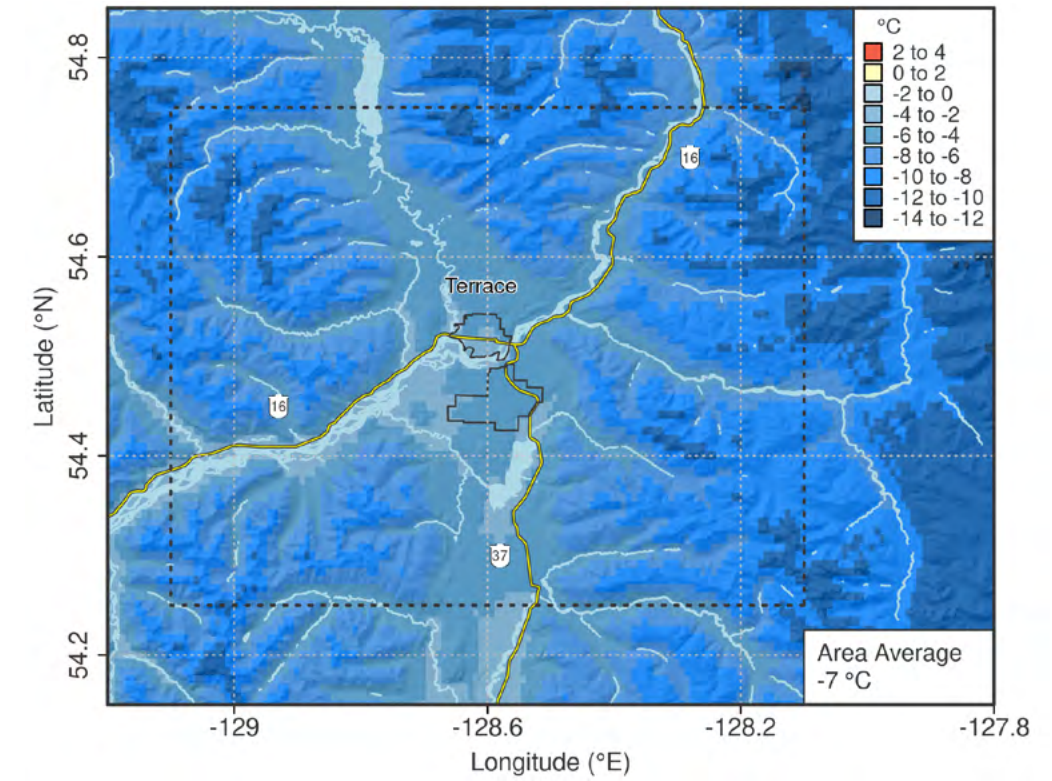 °C
2 to 4
0 to 2
-2 to 0
-4 to -2
-6 to -4
-8 to -6
-10 to -8
-12 to -10
-14 to -12
54.8
16
54.6
Terrace
Latitude (°N)
16
54.4
37
54.2
Area Average
-7 °C
-129
-128.6
-128.2
-127.8
Longitude (°E)